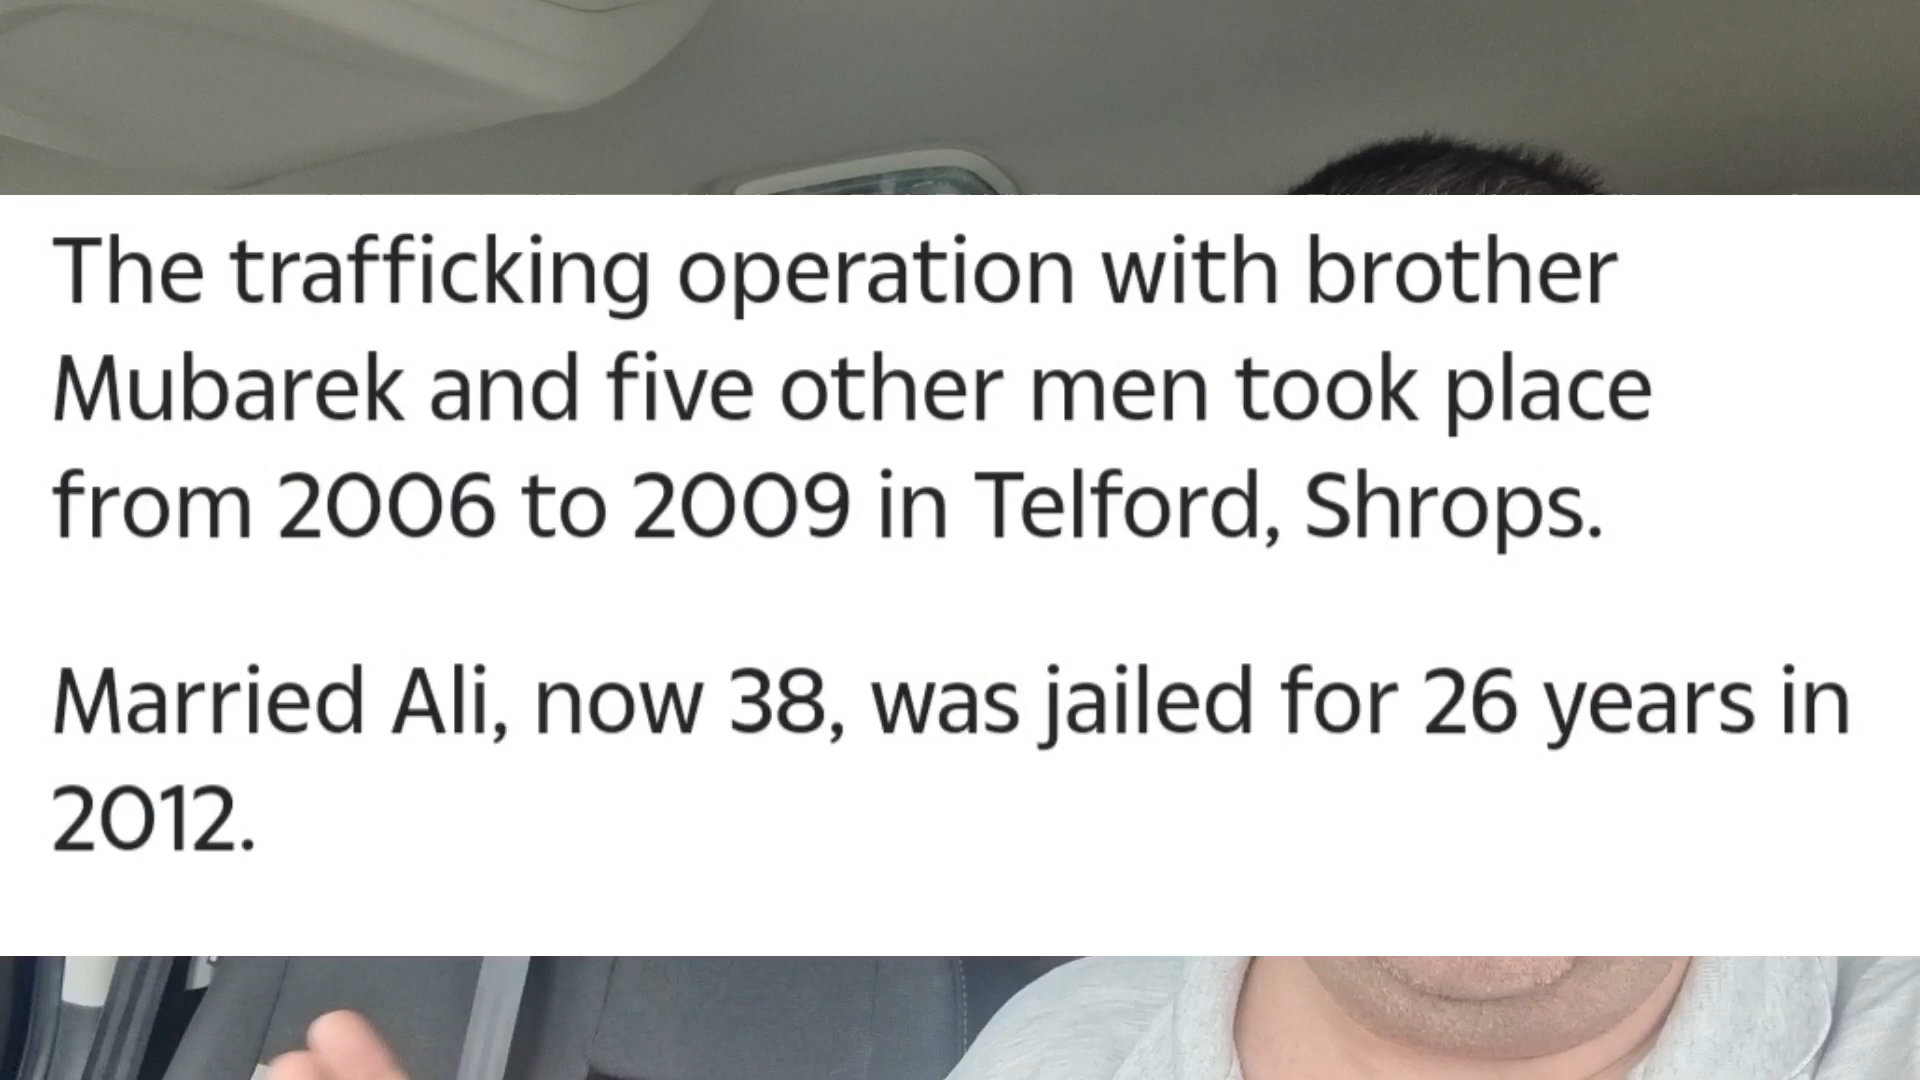 The trafficking operation with brother
Mubarek and five other men took place
from 2006 to 2009 in Telford, Shrops.
Married Ali, now 38, was jailed for 26 years in
2012.